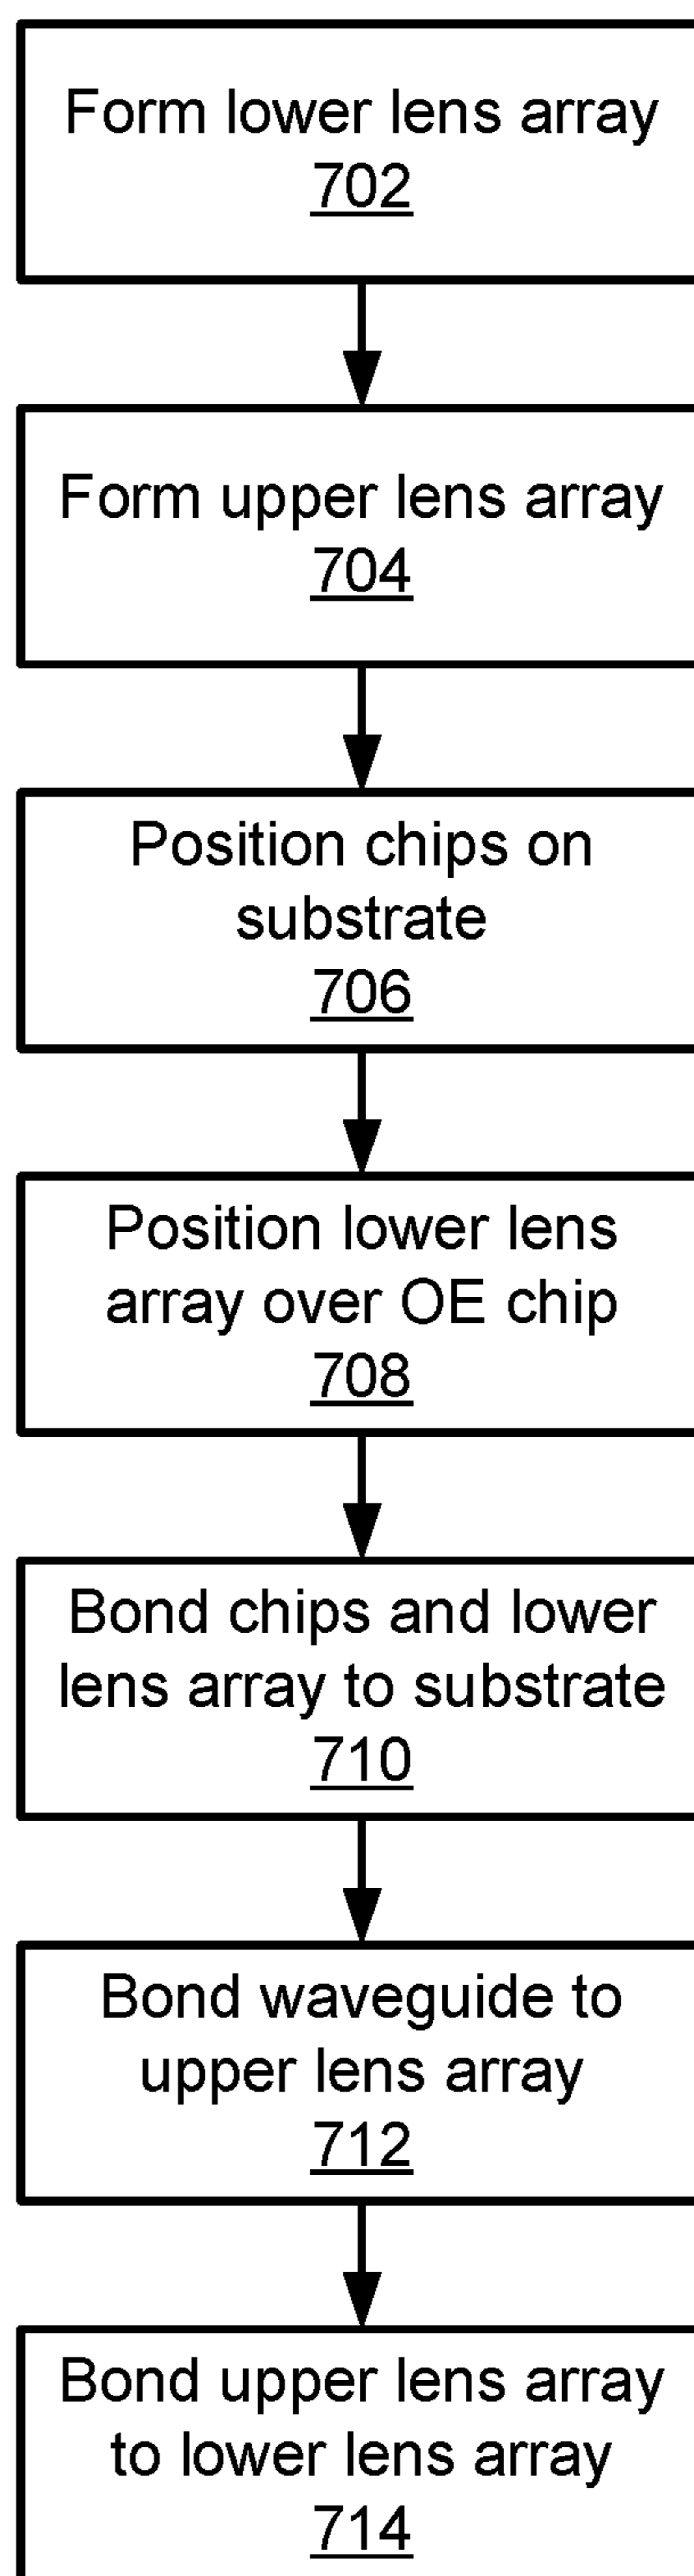 Form lower lens array
702
Form upper lens array
704
Position chips on
substrate
706
Position lower lens
array over OE chip
708
Bond chips and lower
lens array to substrate
710
Bond waveguide to
upper lens array
712
Bond upper lens array
to lower lens array
714